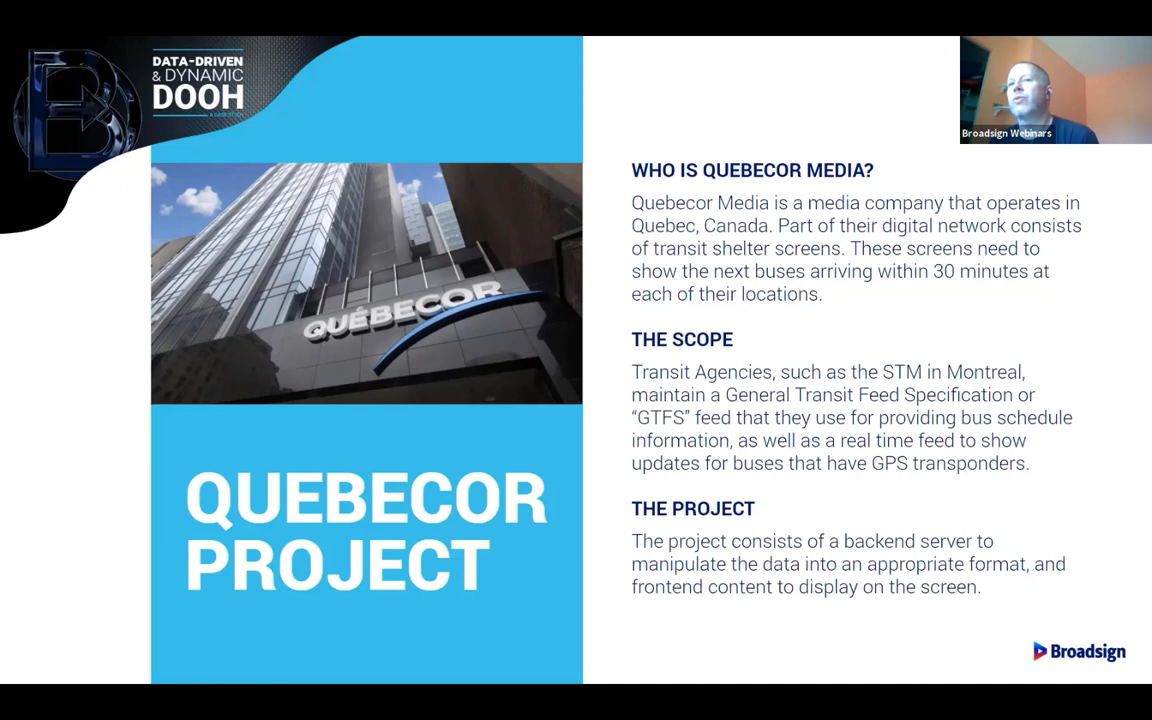 DATA-DRIVEN
& DYNAMIC
DOOH
Broadsign Webinars
QUÉBECOR
QUEBECOR
PROJECT
WHO IS QUEBECOR MEDIA?
Quebecor Media is a media company that operates in
Quebec, Canada. Part of their digital network consists
of transit shelter screens. These screens need to
show the next buses arriving within 30 minutes at
each of their locations.
THE SCOPE
Transit Agencies, such as the STM in Montreal,
maintain a General Transit Feed Specification or
“GTFS” feed that they use for providing bus schedule
information, as well as a real time feed to show
updates for buses that have GPS transponders.
THE PROJECT
The project consists of a backend server to
manipulate the data into an appropriate format, and
frontend content to display on the screen.
Broadsign